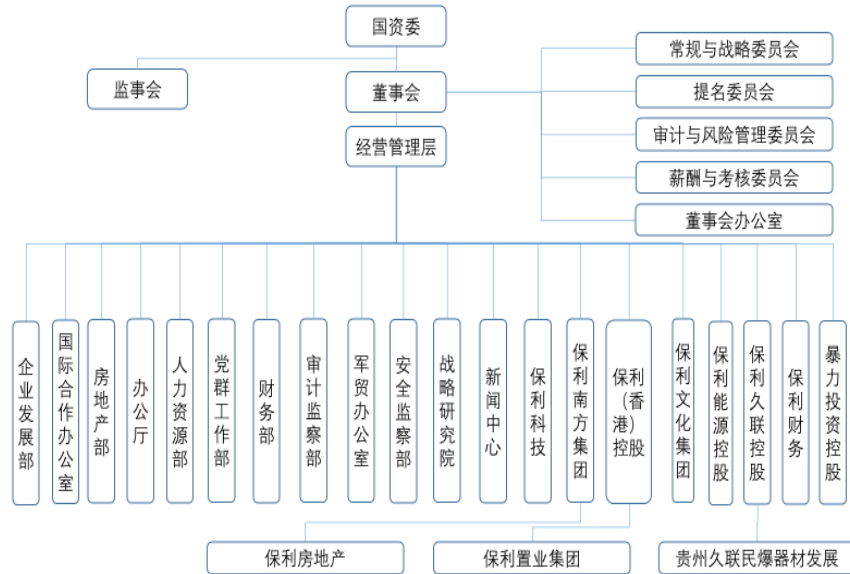 国资委
监事会
董事会
经营管理层
常规与战略委员会
提名委员会
审计与风险管理委员会
薪酬与考核委员会
董事会办公室
企业发展部
国际合作办公室
房地产部
办公厅
人力资源部
党群工作部
财务部
审计监察部
军贸办公室
安全监察部
战略研究院
新闻中心
保利科技
保利南方集团
保利
（香
港）
控股
保利文化集团
保利能源控股
保利久联控股
保利财务
暴力投资控股
保利房地产
保利置业集团
贵州久联民爆器材发展